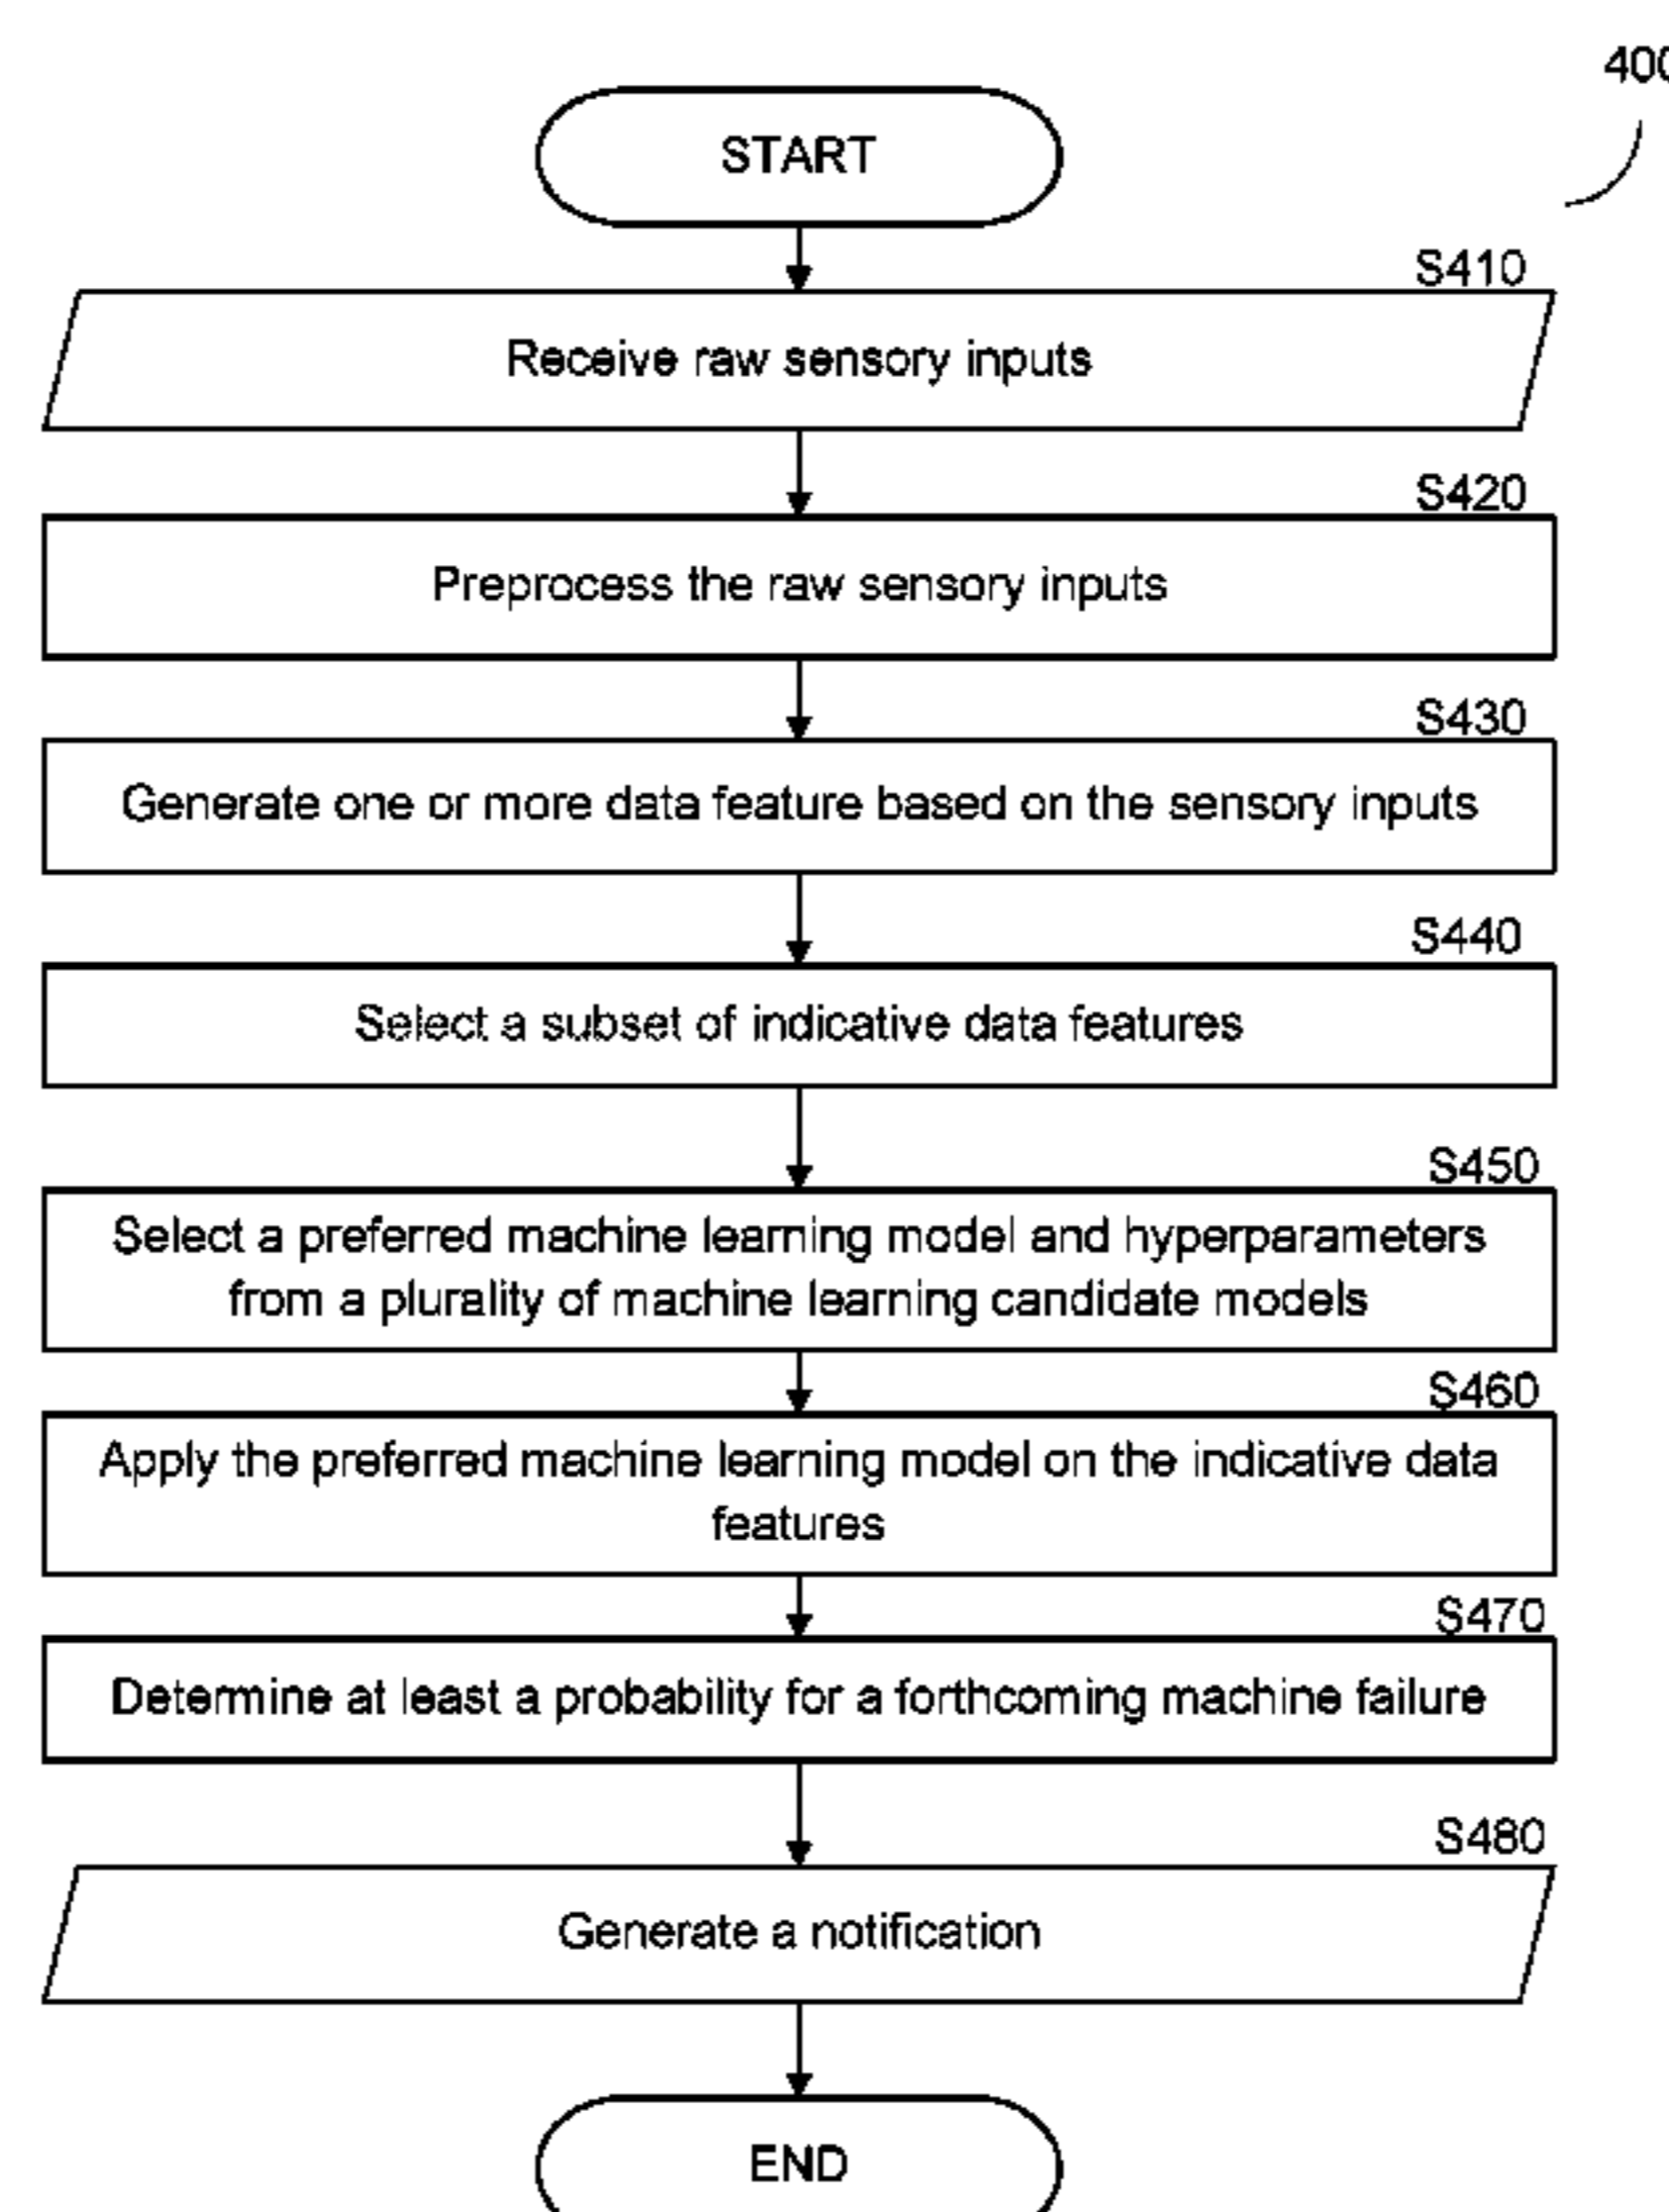 400
START
S410
Receive raw sensory inputs
S420
Preprocess the raw sensory inputs
S430
Generate one or more data feature based on the sensory inputs
S440
Select a subset of indicative data features
S450
Select a preferred machine learning model and hyperparameters
from a plurality of machine learning candidate models
S460
Apply the preferred machine learning model on the indicative data
features
S470
Determine at least a probability for a forthcoming machine failure
S480
Generate a notification
END